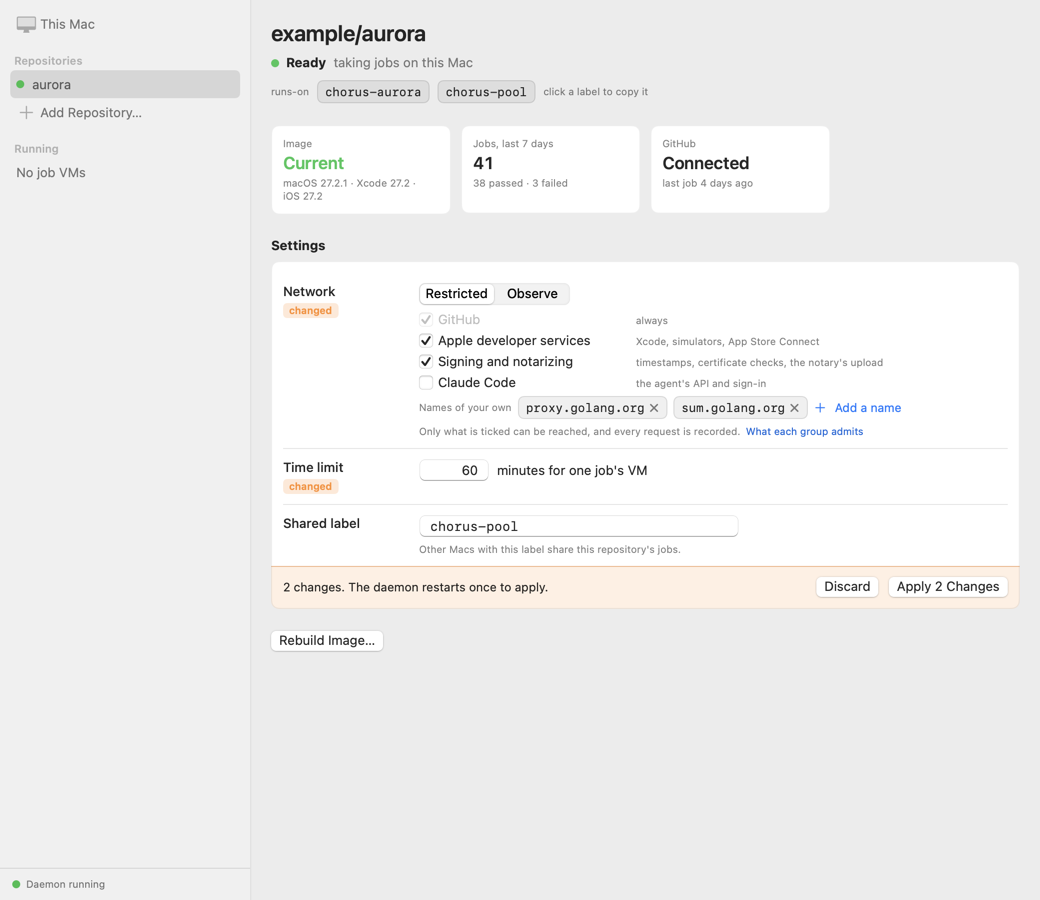 This Mac
Repositories
aurora
Add Repository...
Running
No job VMs
Daemon running
example/aurora
Ready taking jobs on this Mac
runs-on chorus-aurora chorus-pool click a label to copy it
Image
Current
macOS 27.2.1 · Xcode 27.2 ·
iOS 27.2
Jobs, last 7 days
41
38 passed · 3 failed
GitHub
Connected
last job 4 days ago
Settings
Network
changed
Restricted Observe
GitHub always
Apple developer services Xcode, simulators, App Store Connect
Signing and notarizing timestamps, certificate checks, the notary's upload
Claude Code the agent's API and sign-in
Names of your own proxy.golang.org sum.golang.org Add a name
Only what is ticked can be reached, and every request is recorded. What each group admits
Time limit
changed
60 minutes for one job's VM
Shared label
chorus-pool
Other Macs with this label share this repository's jobs.
2 changes. The daemon restarts once to apply. Discard Apply 2 Changes
Rebuild Image...